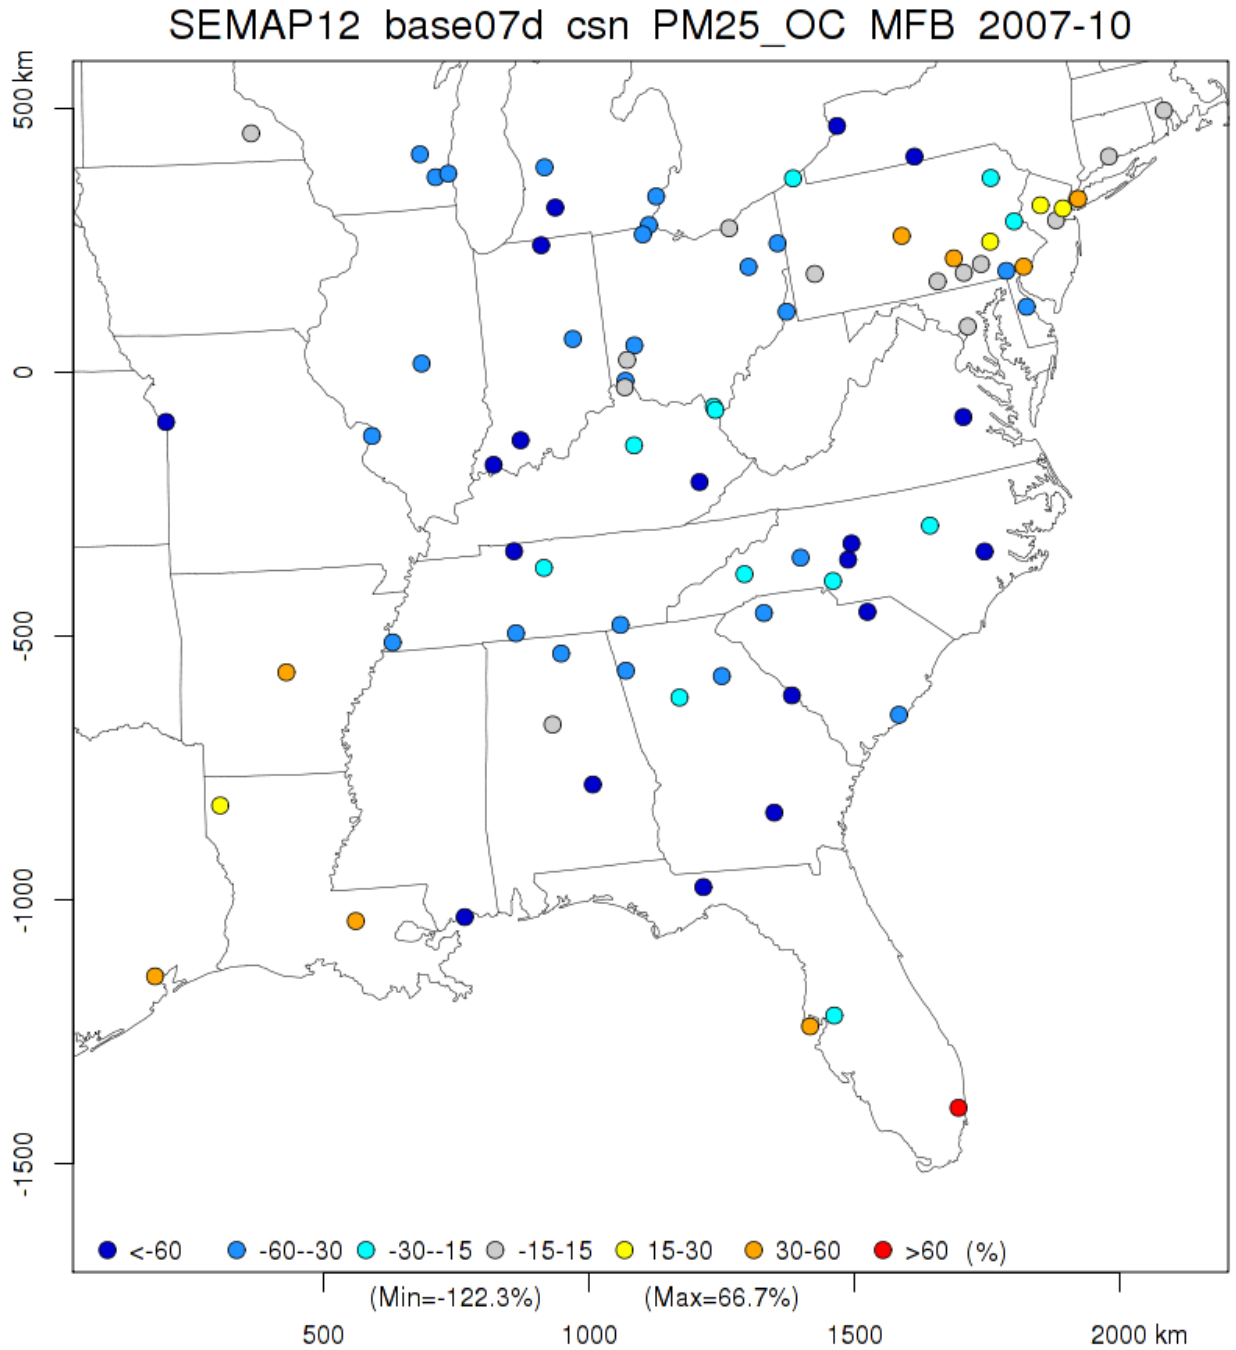 SEMAP12 base07d csn PM25_OC MFB 2007-10
500 km
0
-500
-1000
-1500
<-60 -60--30 -30--15 -15-15 15-30 30-60 >60 (%)
(Min=-122.3%) (Max=66.7%)
500 1000 1500 2000 km